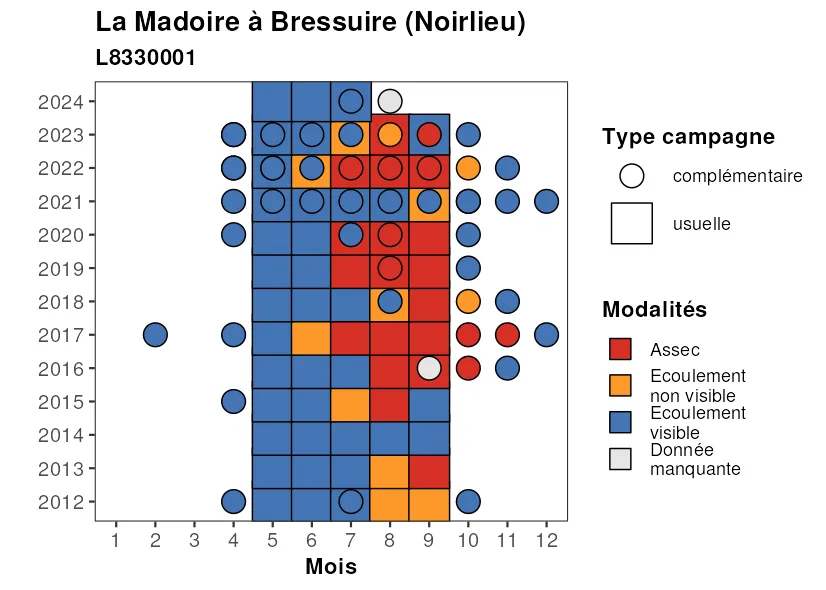 La Madoire à Bressuire (Noirlieu)
L8330001
2024
2023
2022
2021
2020
2019
2018
2017
2016
2015
2014
2013
2012
1 2 3 4 5 6 7 8 9 10 11 12
Mois
Type campagne
complémentaire
usuelle
Modalités
Assec
Ecoulement
non visible
Ecoulement
visible
Donnée
manquante